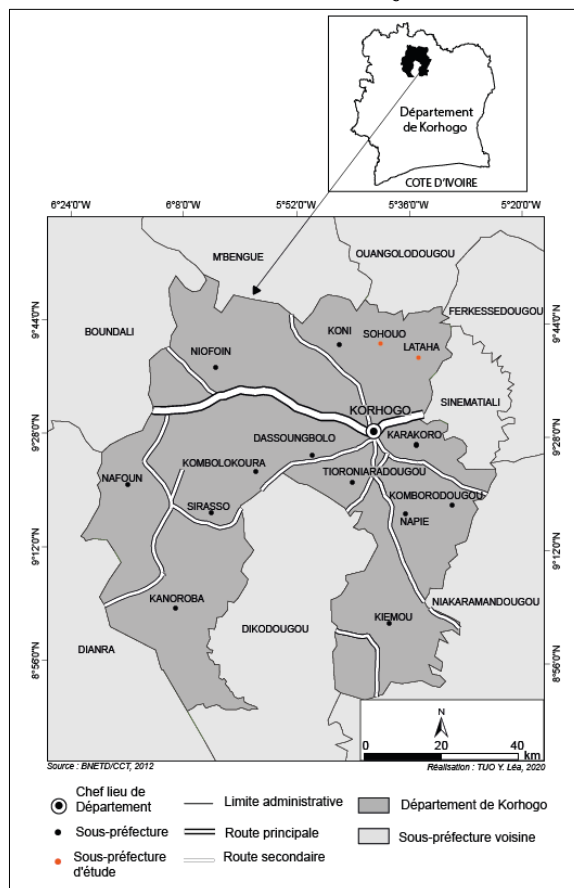 Département
de Korhogo
COTE D'IVOIRE
6°24'0"W
6°8'0"W
5°52'0"W
5°36'0"W
5°20'0"W
M'BENGUE
OUANGOLODOUGOU
9°44'0"N
9°44'0"N
FERKESSEDOUGOU
BOUNDALI
KONI
SOHOUO
LATAHA
NIOFOIN
SINEMATIALI
KORHOGO
9°28'0"N
9°28'0"N
KARAKORO
DASSOUNGBOLO
KOMBOLOKOURA
TIORONIARADOUGOU
NAFOUN
KOMBORODOUGOU
SIRASSO
NAPIE
9°12'0"N
9°12'0"N
KANOROBA
NIAKARAMANDOUGOU
KIEMOU
DIKODOUGOU
DIANRA
8°56'0"N
8°56'0"N
N
0 20 40
km
Source : BNETD/CCT, 2012
Réalisation : TUO Y. Léa, 2020
Chef lieu de
Département
Limite administrative
Département de Korhogo
Sous-préfecture
Route principale
Sous-préfecture voisine
Sous-préfecture
d'étude
Route secondaire